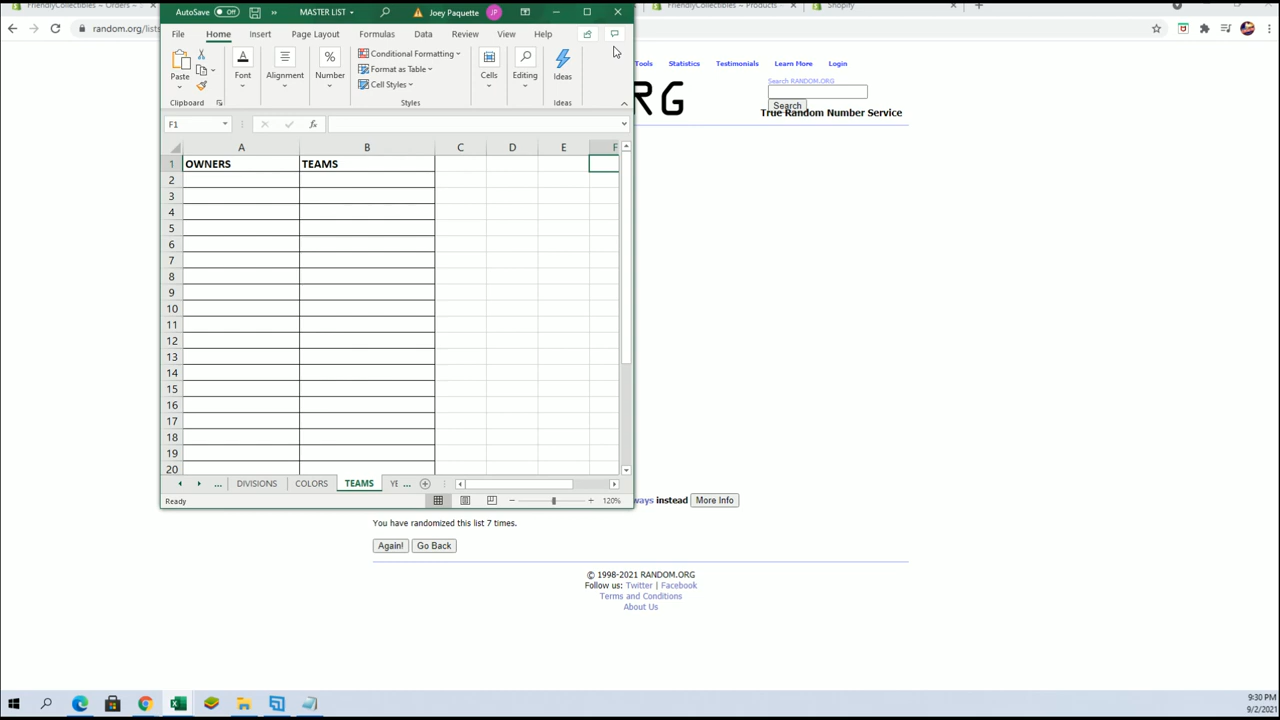 FriendlyCollectibles ~ Orders
FriendlyCollectibles ~ Products
Shopify
AutoSave Off
MASTER LIST
Joey Paquette JP
random.org/lists
File Home Insert Page Layout Formulas Data Review View Help
Tools Statistics Testimonials Learn More Login
Search RANDOM.ORG
Search
RG
True Random Number Service
Paste
Font
Alignment
Number
Conditional Formatting
Format as Table
Cell Styles
Cells
Editing
Ideas
Clipboard
Styles
Ideas
F1
fx
A B C D E F
1 OWNERS TEAMS
2
3
4
5
6
7
8
9
10
11
12
13
14
15
16
17
18
19
20
... DIVISIONS COLORS TEAMS YE ...
Ready
120%
ways instead More Info
You have randomized this list 7 times.
Again! Go Back
© 1998-2021 RANDOM.ORG
Follow us: Twitter | Facebook
Terms and Conditions
About Us
9:30 PM
9/2/2021